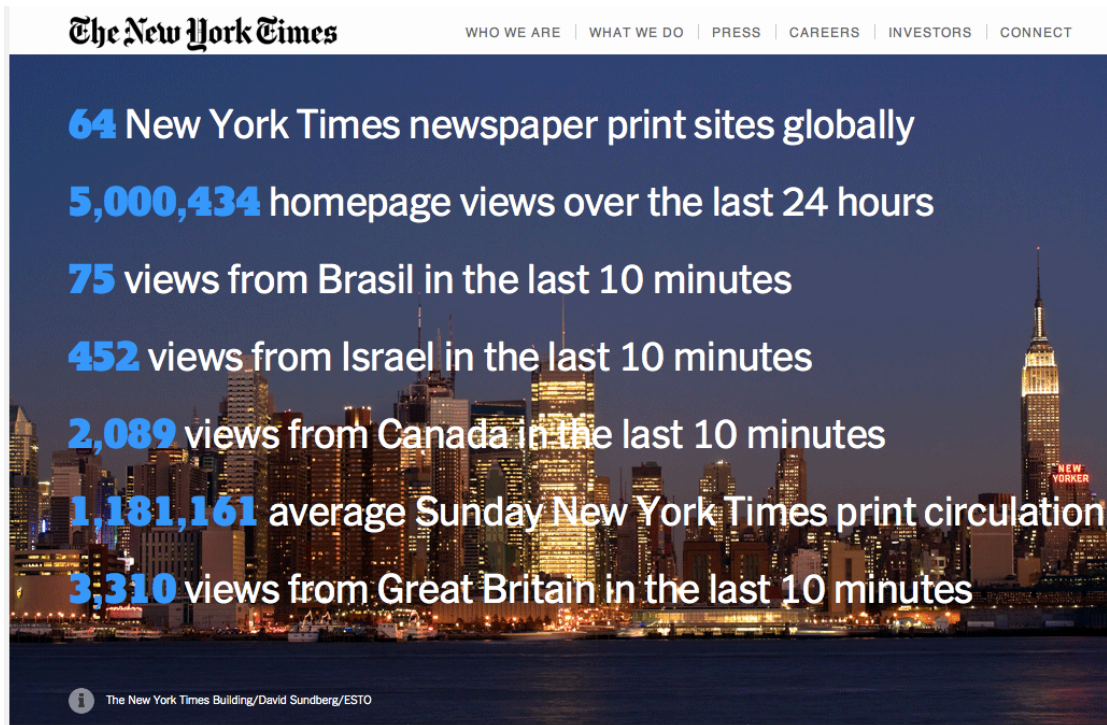 The New York Times
WHO WE ARE WHAT WE DO PRESS CAREERS INVESTORS CONNECT
64 New York Times newspaper print sites globally
5,000,434 homepage views over the last 24 hours
75 views from Brasil in the last 10 minutes
452 views from Israel in the last 10 minutes
2,089 views from Canada in the last 10 minutes
NEW
YORKER
1,181,161 average Sunday New York Times print circulation
3,310 views from Great Britain in the last 10 minutes
i The New York Times Building/David Sundberg/ESTO